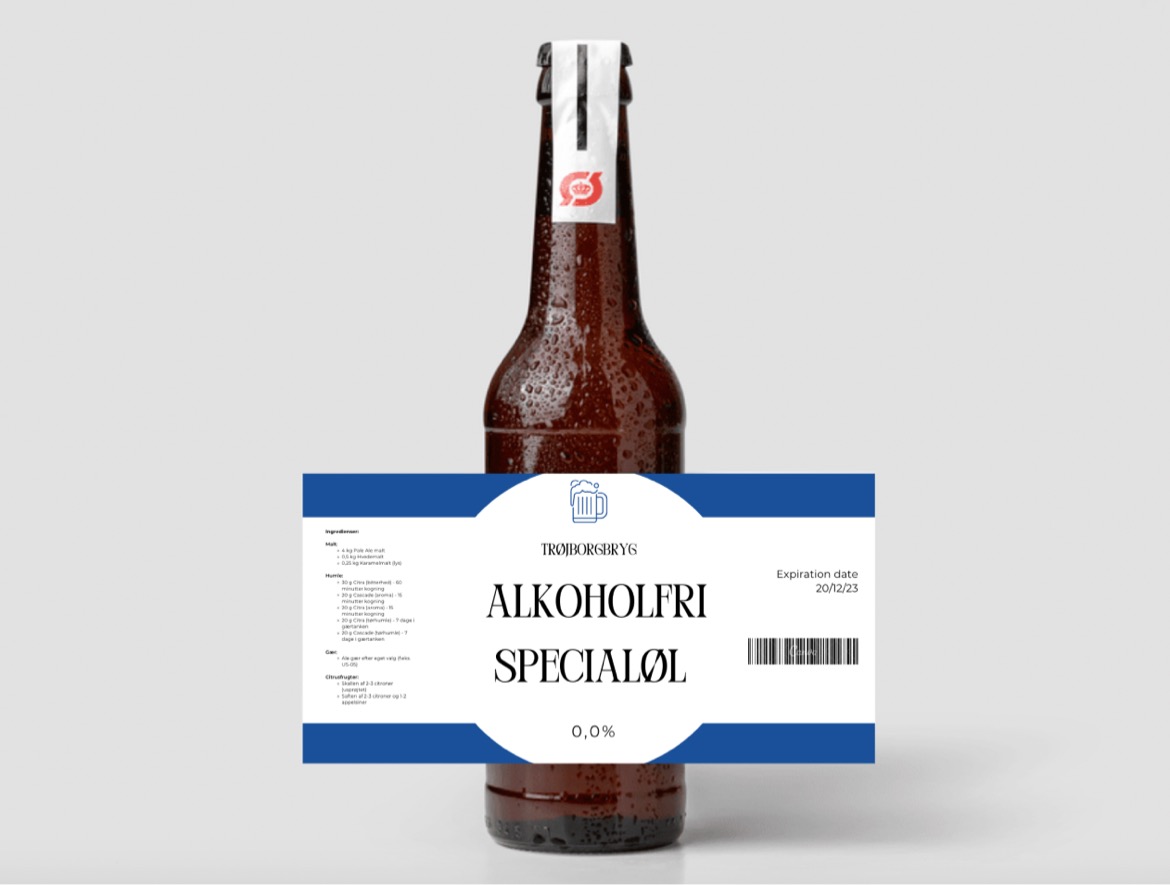 Ø
TRØJBORGBRYG
ALKOHOLFRI
SPECIALØL
0,0%
Ingredienser:
Malt:
4 kg Pale Ale malt
0,5 kg Hvedemalt
0,25 kg Karamelmalt (lys)
Humle:
30 g Citra (bitterhed) - 60
minutter kogning
20 g Cascade (aroma) - 15
minutter kogning
20 g Citra (aroma) - 15
minutter kogning
20 g Citra (tørhumle) - 7 dage i
gærtanken
20 g Cascade (tørhumle) - 7
dage i gærtanken
Gær:
Ale gær efter eget valg (f.eks.
US-05)
Citrusfrugter:
Skallen af 2-3 citroner
(usprøjtet)
Saften af 2-3 citroner og 1-2
appelsiner
Expiration date
20/12/23